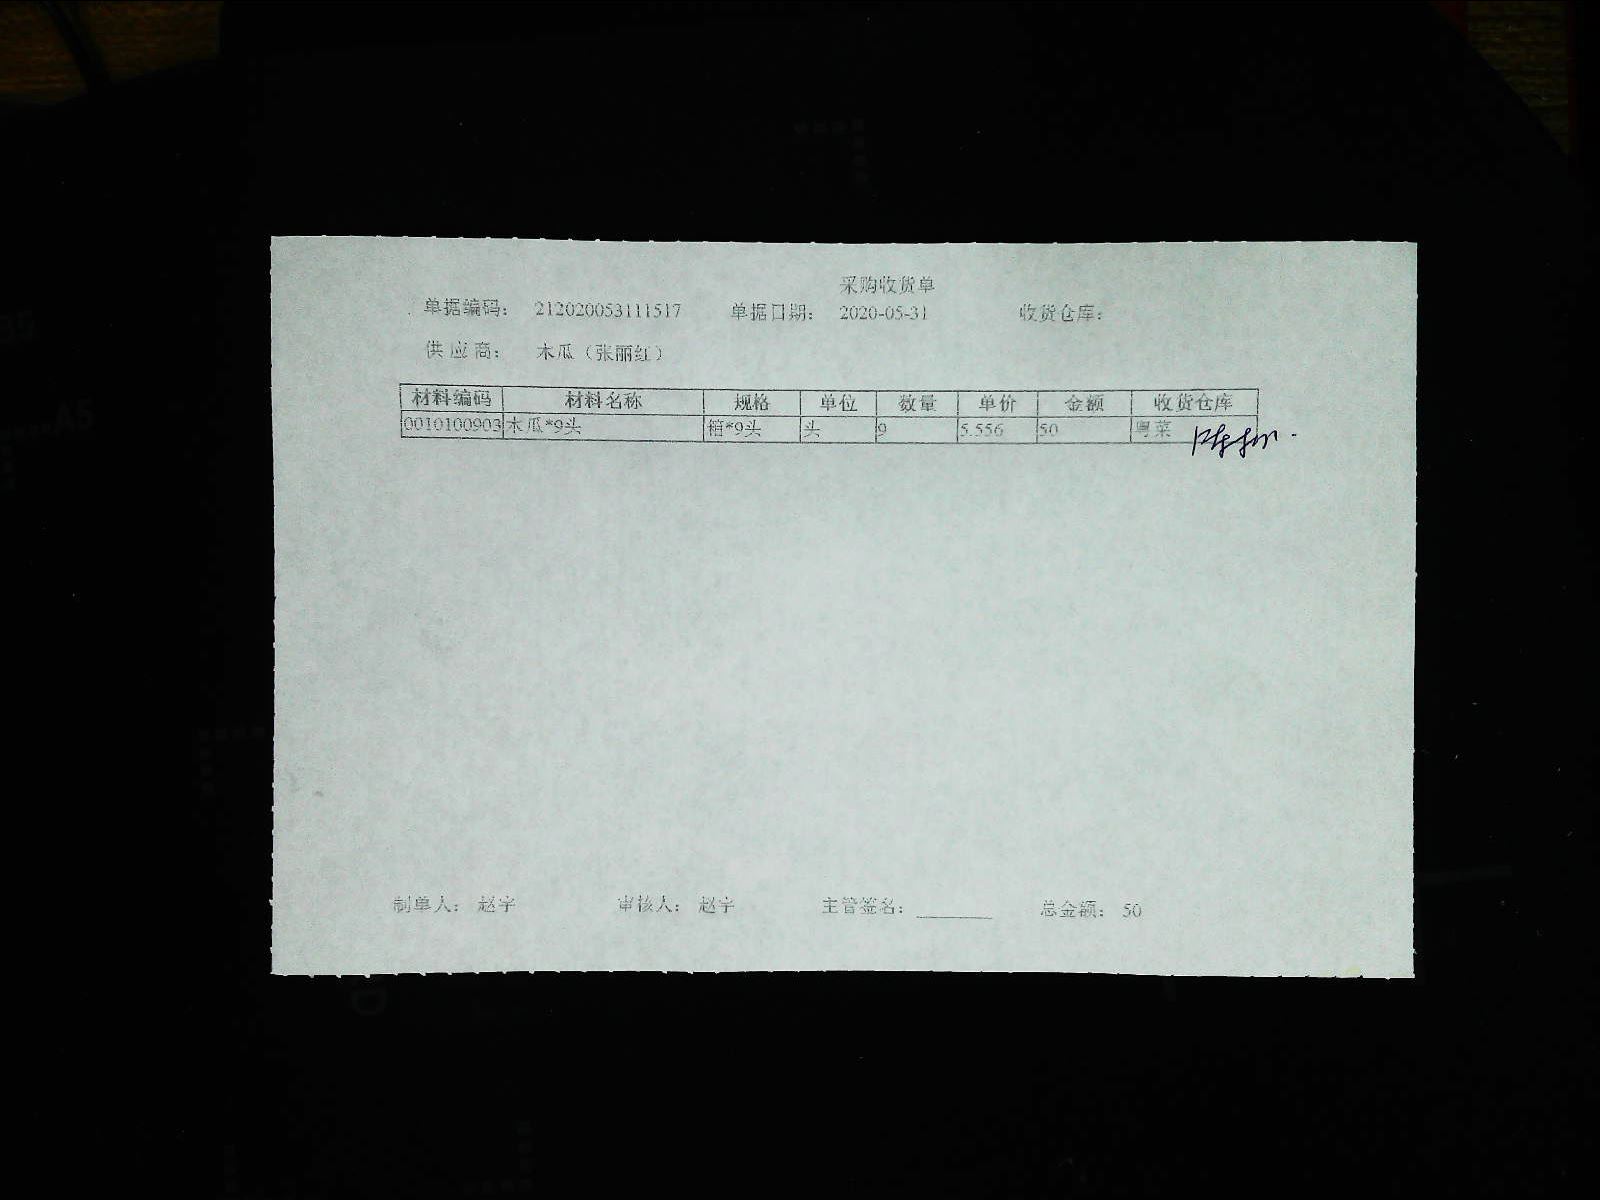 采购收货单
单据编码： 212020053111517 单据日期： 2020-05-31 收货仓库：
供应商： 木瓜（张丽红）
材料编码 材料名称 规格 单位 数量 单价 金额 收货仓库
0010100903 木瓜*9头 箱*9头 头 9 5.556 50 粤菜
制单人： 赵宇 审核人： 赵宇 主管签名： 总金额： 50
A5